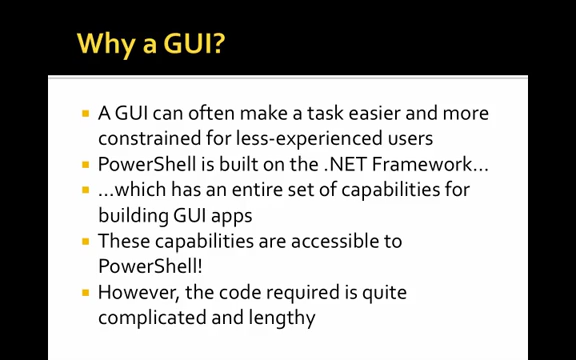 Why a GUI?
A GUI can often make a task easier and more
constrained for less-experienced users
PowerShell is built on the .NET Framework...
...which has an entire set of capabilities for
building GUI apps
These capabilities are accessible to
PowerShell!
However, the code required is quite
complicated and lengthy